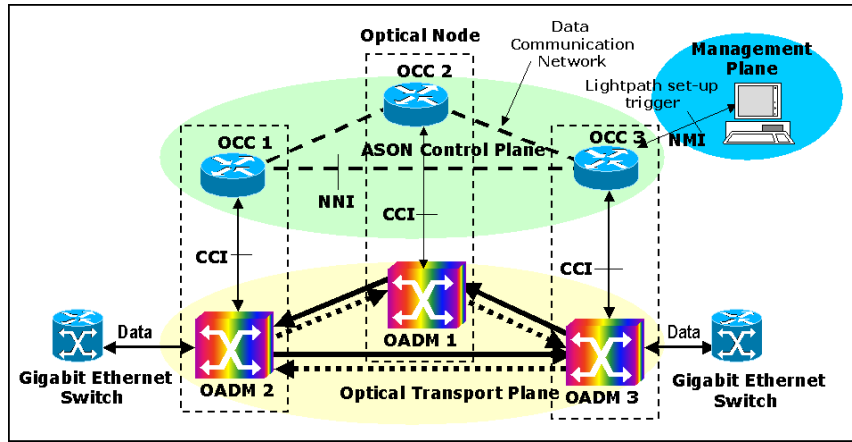 Optical Node
Data
Communication
Network
Management
Plane
Lightpath set-up
trigger
OCC 2
OCC 1
OCC 3
NMI
ASON Control Plane
NNI
CCI
CCI
CCI
Data
Data
OADM 1
Gigabit Ethernet
Switch
OADM 2
Optical Transport Plane
OADM 3
Gigabit Ethernet
Switch